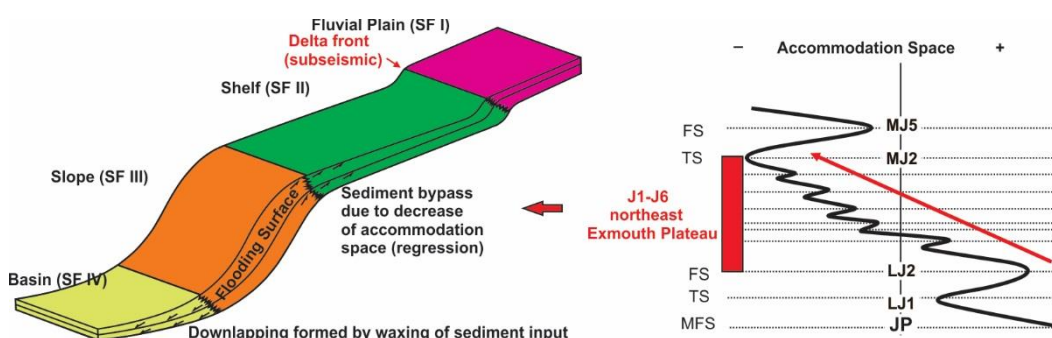 Fluvial Plain (SF I)
Delta front
(subseismic)
Shelf (SF II)
Slope (SF III)
Flooding Surface
Sediment bypass
due to decrease
of accommodation
space (regression)
Basin (SF IV)
Downlapping formed by waxing of sediment input
− Accommodation Space +
FS MJ5
TS MJ2
J1-J6
northeast
Exmouth Plateau
FS LJ2
TS LJ1
MFS JP